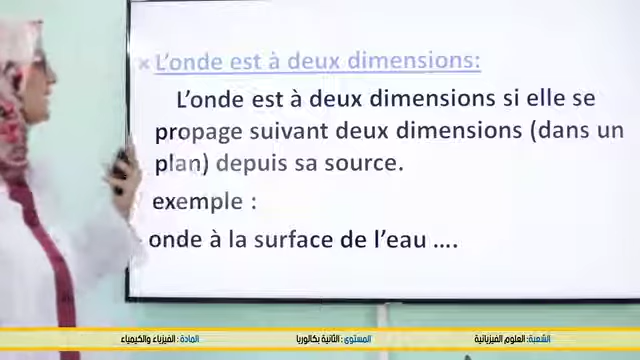 × L'onde est à deux dimensions:
L'onde est à deux dimensions si elle se
propage suivant deux dimensions (dans un
plan) depuis sa source.
exemple :
onde à la surface de l'eau ....
الشعبة: العلوم الفيزيائية المستوى: الثانية بكالوريا المادة: الفيزياء والكيمياء